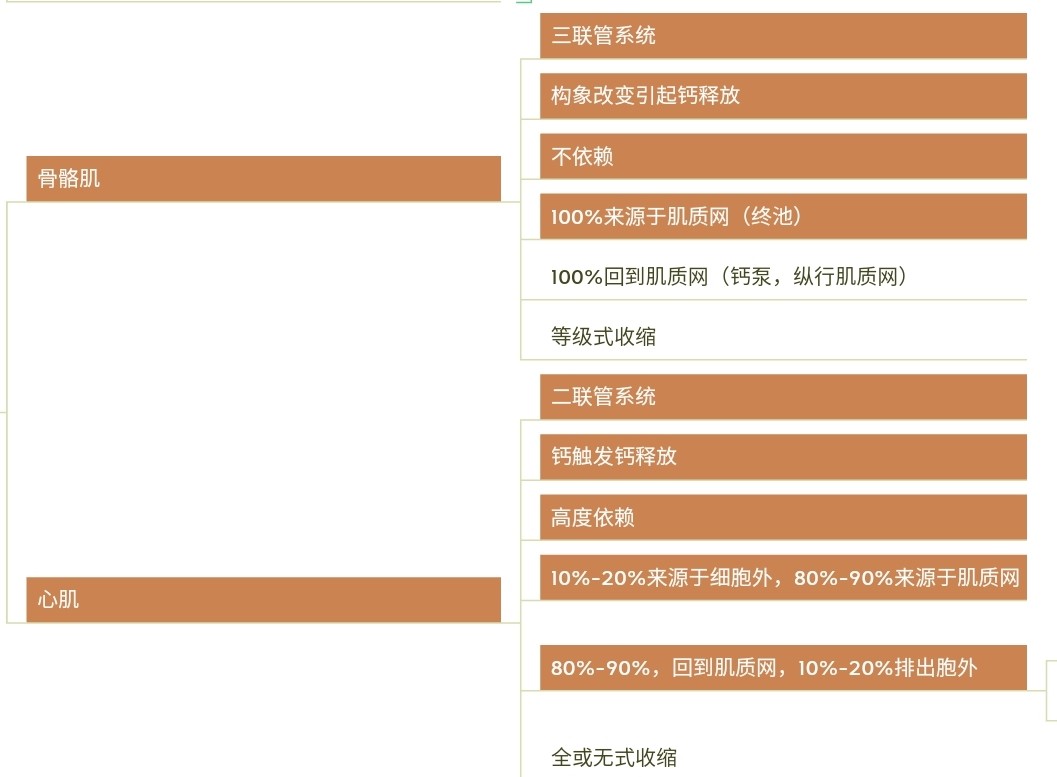 三联管系统
构象改变引起钙释放
骨骼肌
不依赖
100%来源于肌质网（终池）
100%回到肌质网（钙泵，纵行肌质网）
等级式收缩
二联管系统
钙触发钙释放
高度依赖
10%-20%来源于细胞外，80%-90%来源于肌质网
心肌
80%-90%，回到肌质网，10%-20%排出胞外
全或无式收缩